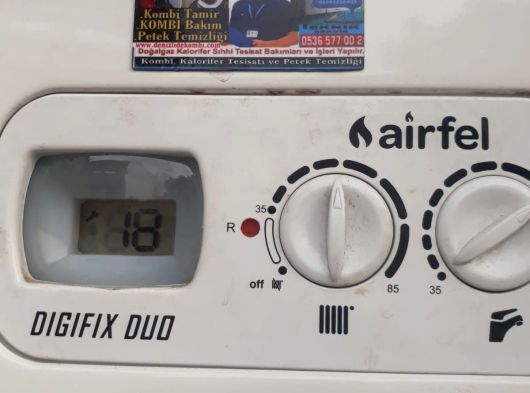 .Kombi Tamir
.KOMBİ Bakım
Petek Temizliği
www.denizlidekombi.com
TEKNİK
0536 577 00 2
Doğalgaz Kalorifer Sıhhi Tesisat Bakımları ve İşleri Yapılır.
Kombi, Kalorifer Tesisatı ve Petek Temizliği
airfel
18
R
35
off
85
35
DIGIFIX DUO